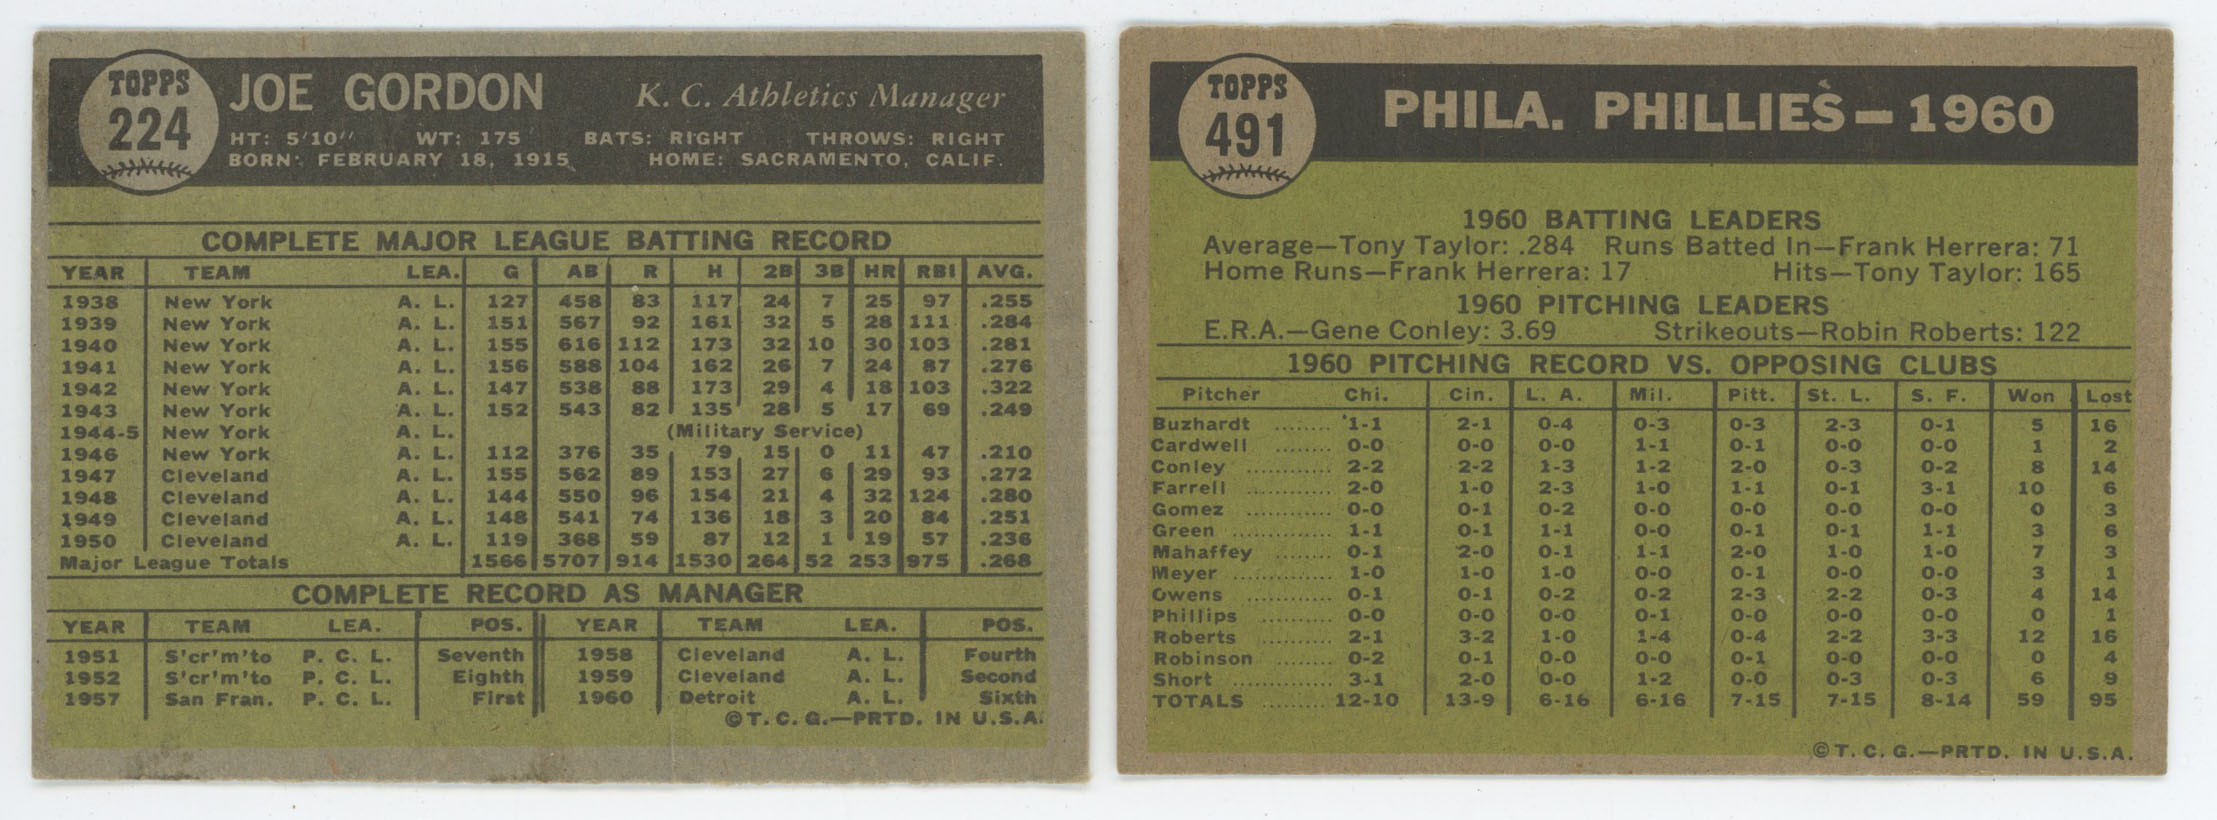 TOPPS
224
JOE GORDON K. C. Athletics Manager
HT: 5'10" WT: 175 BATS: RIGHT THROWS: RIGHT
BORN: FEBRUARY 18, 1915 HOME: SACRAMENTO, CALIF.
COMPLETE MAJOR LEAGUE BATTING RECORD
YEAR TEAM LEA. G AB R H 2B 3B HR RBI AVG.
1938 New York A. L. 127 458 83 117 24 7 25 97 .255
1939 New York A. L. 151 567 92 161 32 5 28 111 .284
1940 New York A. L. 155 616 112 173 32 10 30 103 .281
1941 New York A. L. 156 588 104 162 26 7 24 87 .276
1942 New York A. L. 147 538 88 173 29 4 18 103 .322
1943 New York A. L. 152 543 82 135 28 5 17 69 .249
1944-5 New York A. L. (Military Service)
1946 New York A. L. 112 376 35 79 15 0 11 47 .210
1947 Cleveland A. L. 155 562 89 153 27 6 29 93 .272
1948 Cleveland A. L. 144 550 96 154 21 4 32 124 .280
1949 Cleveland A. L. 148 541 74 136 18 3 20 84 .251
1950 Cleveland A. L. 119 368 59 87 12 1 19 57 .236
Major League Totals 1566 5707 914 1530 264 52 253 975 .268
COMPLETE RECORD AS MANAGER
YEAR TEAM LEA. POS. YEAR TEAM LEA. POS.
1951 S'cr'm'to P. C. L. Seventh 1958 Cleveland A. L. Fourth
1952 S'cr'm'to P. C. L. Eighth 1959 Cleveland A. L. Second
1957 San Fran. P. C. L. First 1960 Detroit A. L. Sixth
©T. C. G.—PRTD. IN U.S.A.
TOPPS
491
PHILA. PHILLIES—1960
1960 BATTING LEADERS
Average—Tony Taylor: .284 Runs Batted In—Frank Herrera: 71
Home Runs—Frank Herrera: 17 Hits—Tony Taylor: 165
1960 PITCHING LEADERS
E.R.A.—Gene Conley: 3.69 Strikeouts—Robin Roberts: 122
1960 PITCHING RECORD VS. OPPOSING CLUBS
Pitcher Chi. Cin. L. A. Mil. Pitt. St. L. S. F. Won Lost
Buzhardt ........ 1-1 2-1 0-4 0-3 0-3 2-3 0-1 5 16
Cardwell ........ 0-0 0-0 0-0 1-1 0-1 0-0 0-0 1 2
Conley ............ 2-2 2-2 1-3 1-2 2-0 0-3 0-2 8 14
Farrell ............ 2-0 1-0 2-3 1-0 1-1 0-1 3-1 10 6
Gomez ............ 0-0 0-1 0-2 0-0 0-0 0-0 0-0 0 3
Green ............ 1-1 0-1 1-1 0-0 0-1 0-1 1-1 3 6
Mahaffey ........ 0-1 2-0 0-1 1-1 2-0 1-0 1-0 7 3
Meyer ............ 1-0 1-0 1-0 0-0 0-1 0-0 0-0 3 1
Owens ............ 0-1 0-1 0-2 0-2 2-3 2-2 0-3 4 14
Phillips .......... 0-0 0-0 0-0 0-1 0-0 0-0 0-0 0 1
Roberts .......... 2-1 3-2 1-0 1-4 0-4 2-2 3-3 12 16
Robinson ........ 0-2 0-1 0-0 0-0 0-1 0-0 0-0 0 4
Short .............. 3-1 2-0 0-0 1-2 0-0 0-3 0-3 6 9
TOTALS .......... 12-10 13-9 6-16 6-16 7-15 7-15 8-14 59 95
©T. C. G.—PRTD. IN U.S.A.